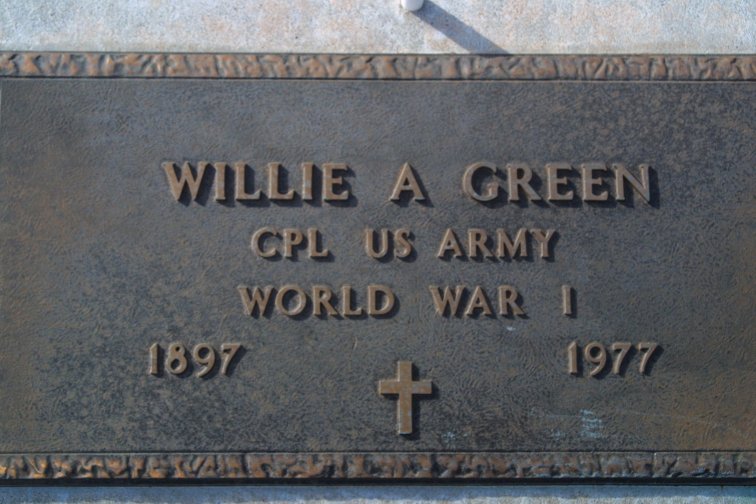 WILLIE A GREEN
CPL US ARMY
WORLD WAR I
1897 1977